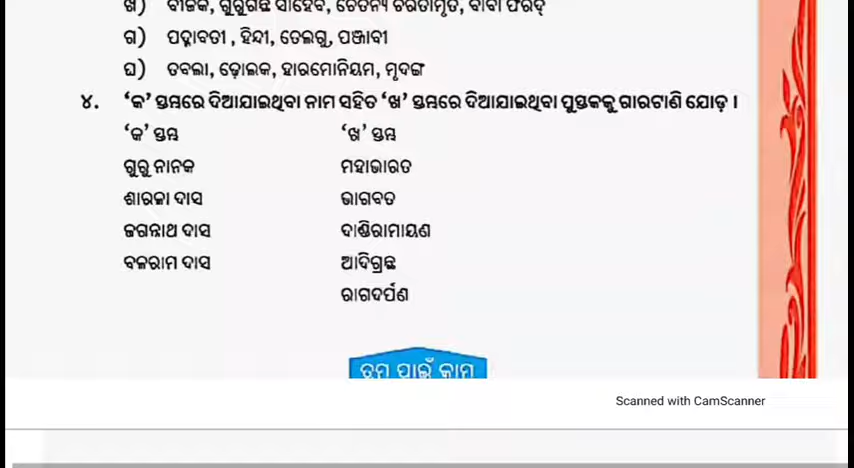 ଖ) ବୀଜକ, ଗୁରୁଗ୍ରନ୍ଥ ସାହେବ, ଚୈତନ୍ୟ ଚରିତାମୃତ, ବାବା ଫରିଦ୍
ଗ) ପଦ୍ମାବତୀ , ହିନ୍ଦୀ, ତେଲଗୁ, ପଞ୍ଜାବୀ
ଘ) ତବଲା, ଢ଼ୋଲକ, ହାରମୋନିୟମ, ମୃଦଙ୍ଗ
୪. ‘କ’ ସ୍ତମ୍ଭରେ ଦିଆଯାଇଥିବା ନାମ ସହିତ ‘ଖ’ ସ୍ତମ୍ଭରେ ଦିଆଯାଇଥିବା ପୁସ୍ତକକୁ ଗାରଟାଣି ଯୋଡ଼ ।
‘କ’ ସ୍ତମ୍ଭ ‘ଖ’ ସ୍ତମ୍ଭ
ଗୁରୁ ନାନକ ମହାଭାରତ
ଶାରଳା ଦାସ ଭାଗବତ
ଜଗନ୍ନାଥ ଦାସ ଦାଣ୍ଡିରାମାୟଣ
ବଳରାମ ଦାସ ଆଦିଗ୍ରନ୍ଥ
ରାଗଦର୍ପଣ
ତୁମ ପାଇଁ କାମ
Scanned with CamScanner